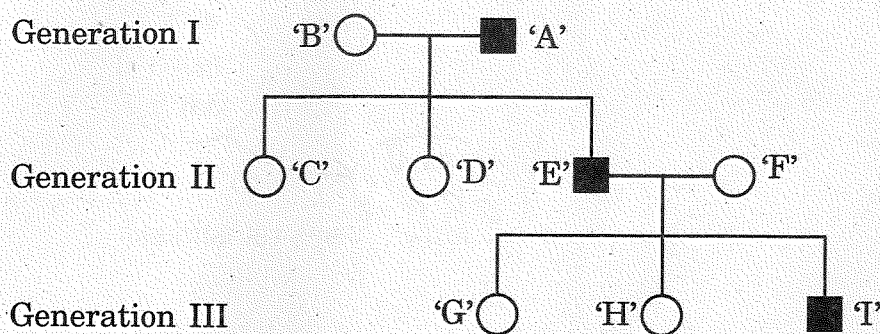 Generation I 'B' 'A'
Generation II 'C' 'D' 'E' 'F'
Generation III 'G' 'H' 'I'